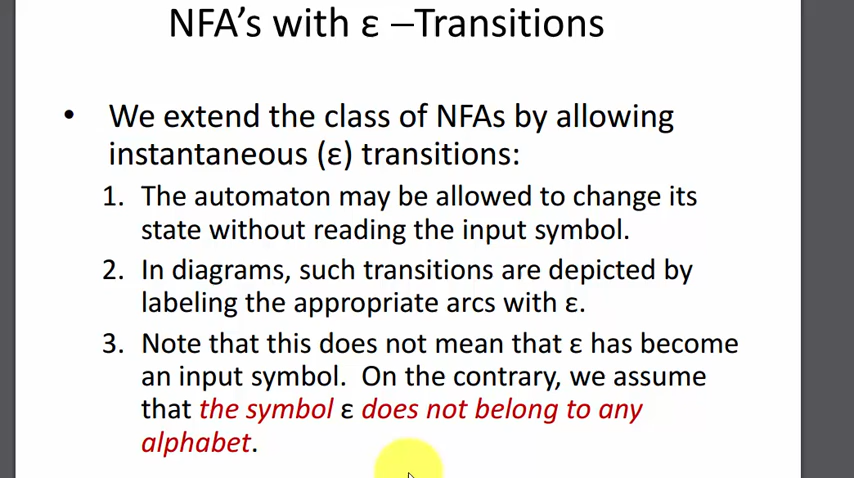 NFA’s with ε –Transitions
• We extend the class of NFAs by allowing
instantaneous (ε) transitions:
1. The automaton may be allowed to change its
state without reading the input symbol.
2. In diagrams, such transitions are depicted by
labeling the appropriate arcs with ε.
3. Note that this does not mean that ε has become
an input symbol. On the contrary, we assume
that the symbol ε does not belong to any
alphabet.